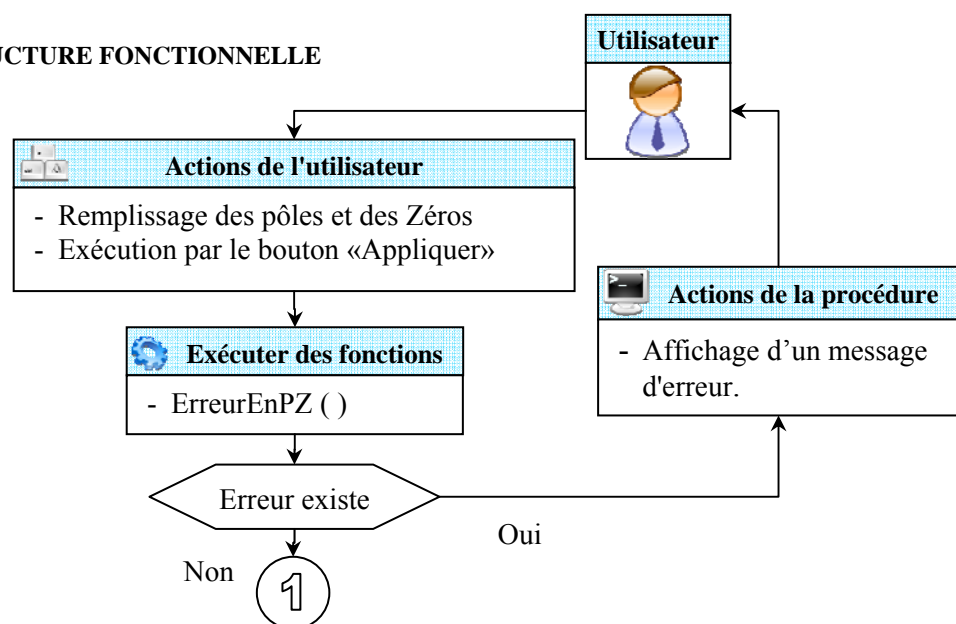 UCTURE FONCTIONNELLE
Utilisateur
Actions de l'utilisateur
- Remplissage des pôles et des Zéros
- Exécution par le bouton «Appliquer»
Exécuter des fonctions
- ErreurEnPZ ( )
Erreur existe
Oui
Non
1
Actions de la procédure
- Affichage d’un message
d'erreur.